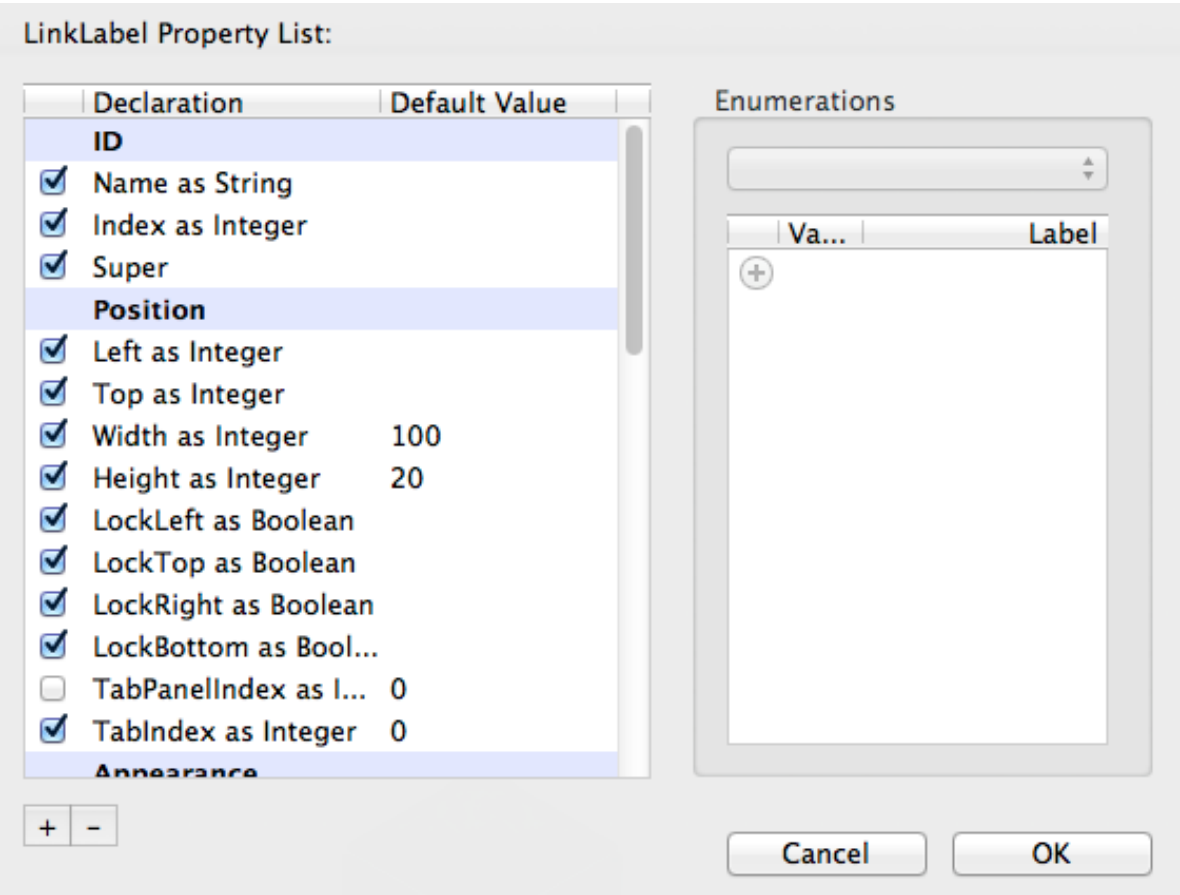 LinkLabel Property List:
Declaration Default Value
ID
Name as String
Index as Integer
Super
Position
Left as Integer
Top as Integer
Width as Integer 100
Height as Integer 20
LockLeft as Boolean
LockTop as Boolean
LockRight as Boolean
LockBottom as Bool...
TabPanelIndex as I... 0
TabIndex as Integer 0
Appearance
+ -
Enumerations
Va... Label
Cancel OK